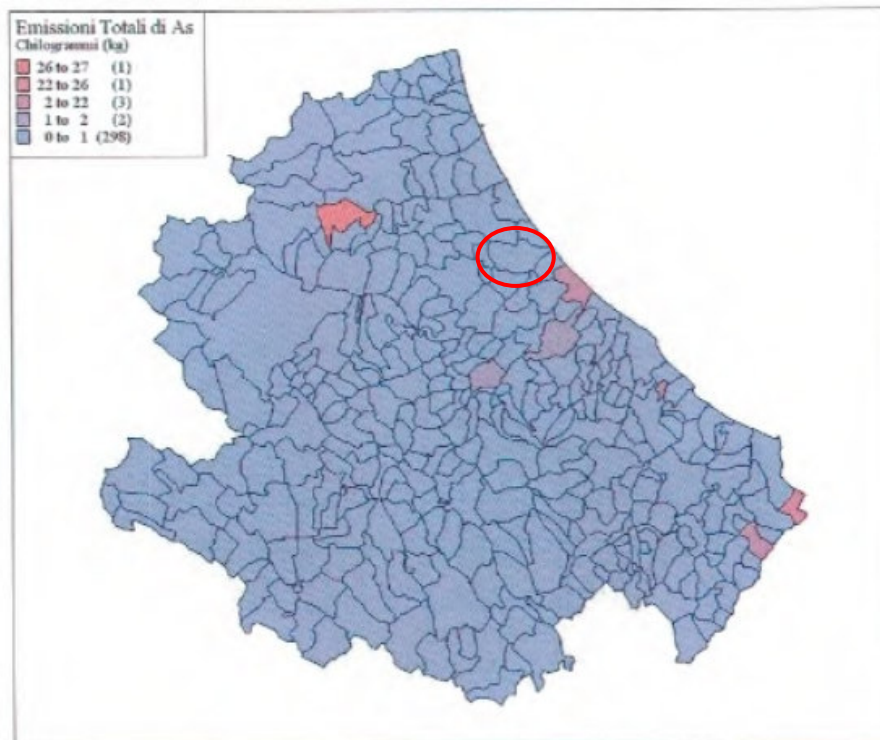 Emissioni Totali di As
Chilogrammi (kg)
26 to 27 (1)
22 to 26 (1)
2 to 22 (3)
1 to 2 (2)
0 to 1 (298)